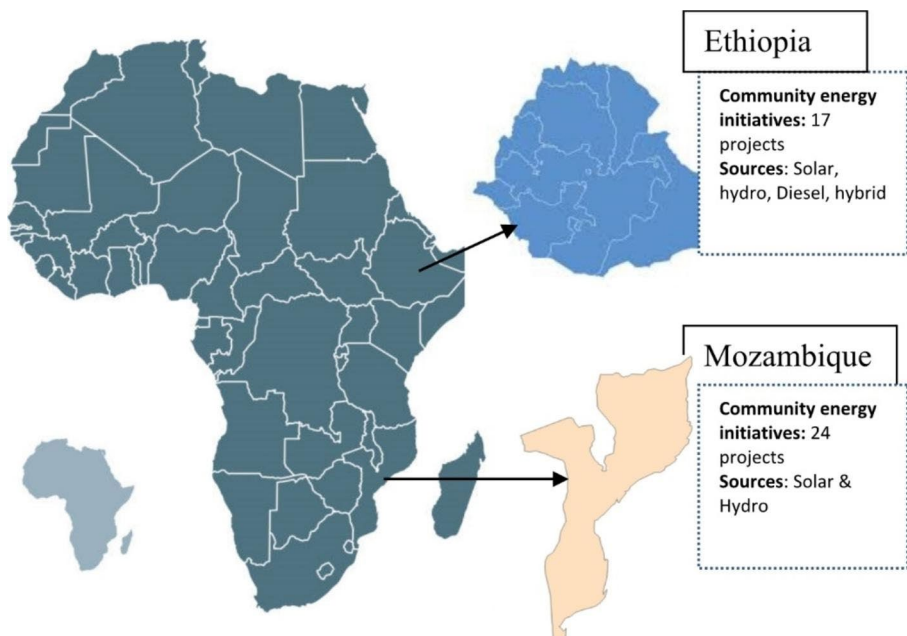 Ethiopia
Community energy
initiatives: 17
projects
Sources: Solar,
hydro, Diesel, hybrid
Mozambique
Community energy
initiatives: 24
projects
Sources: Solar &
Hydro